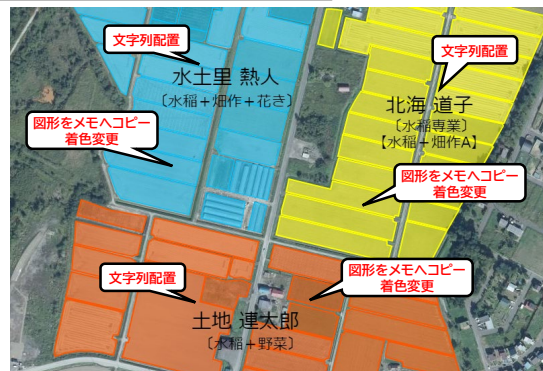 文字列配置
水土里 熱人
〔水稲＋畑作＋花き〕
図形をメモへコピー
着色変更
文字列配置
北海 道子
〔水稲専業〕
【水稲＋畑作A】
図形をメモへコピー
着色変更
文字列配置
図形をメモへコピー
着色変更
土地 連太郎
〔水稲＋野菜〕